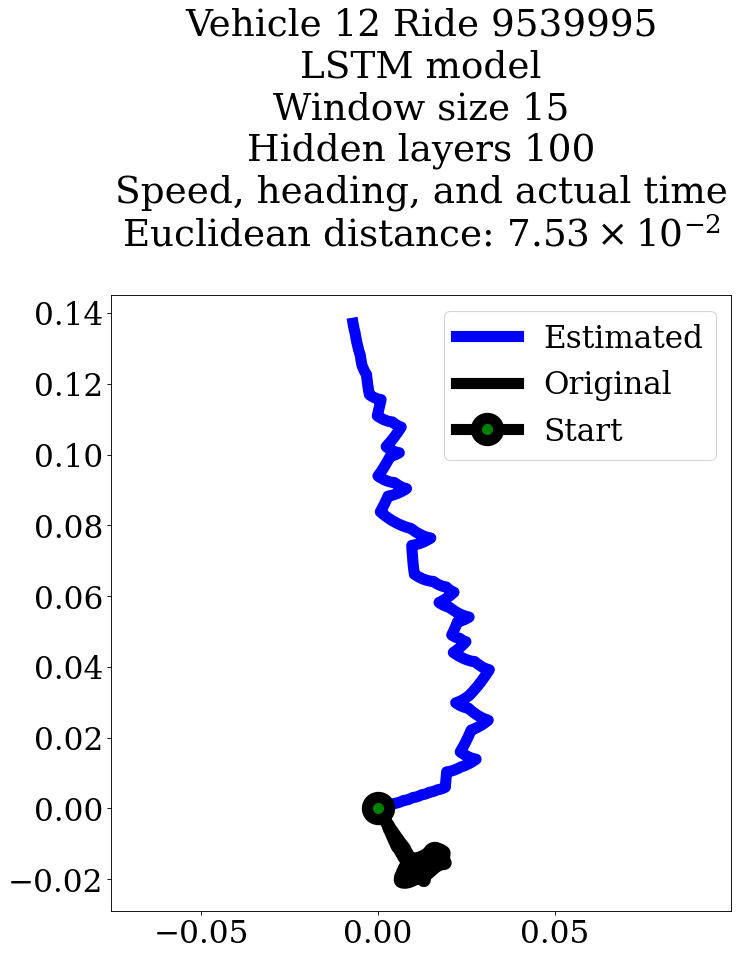 Vehicle 12 Ride 9539995
LSTM model
Window size 15
Hidden layers 100
Speed, heading, and actual time
Euclidean distance: 7.53 × 10⁻²
0.14
0.12
0.10
0.08
0.06
0.04
0.02
0.00
−0.02
Estimated
Original
Start
−0.05 0.00 0.05